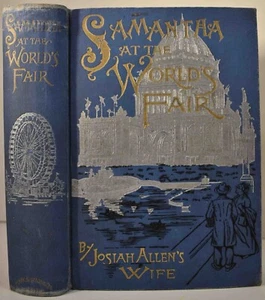 SAMANTHA
AT THE
WORLD'S
FAIR
SAMANTHA
AT THE
WORLD'S
FAIR
BY
JOSIAH ALLEN'S
WIFE